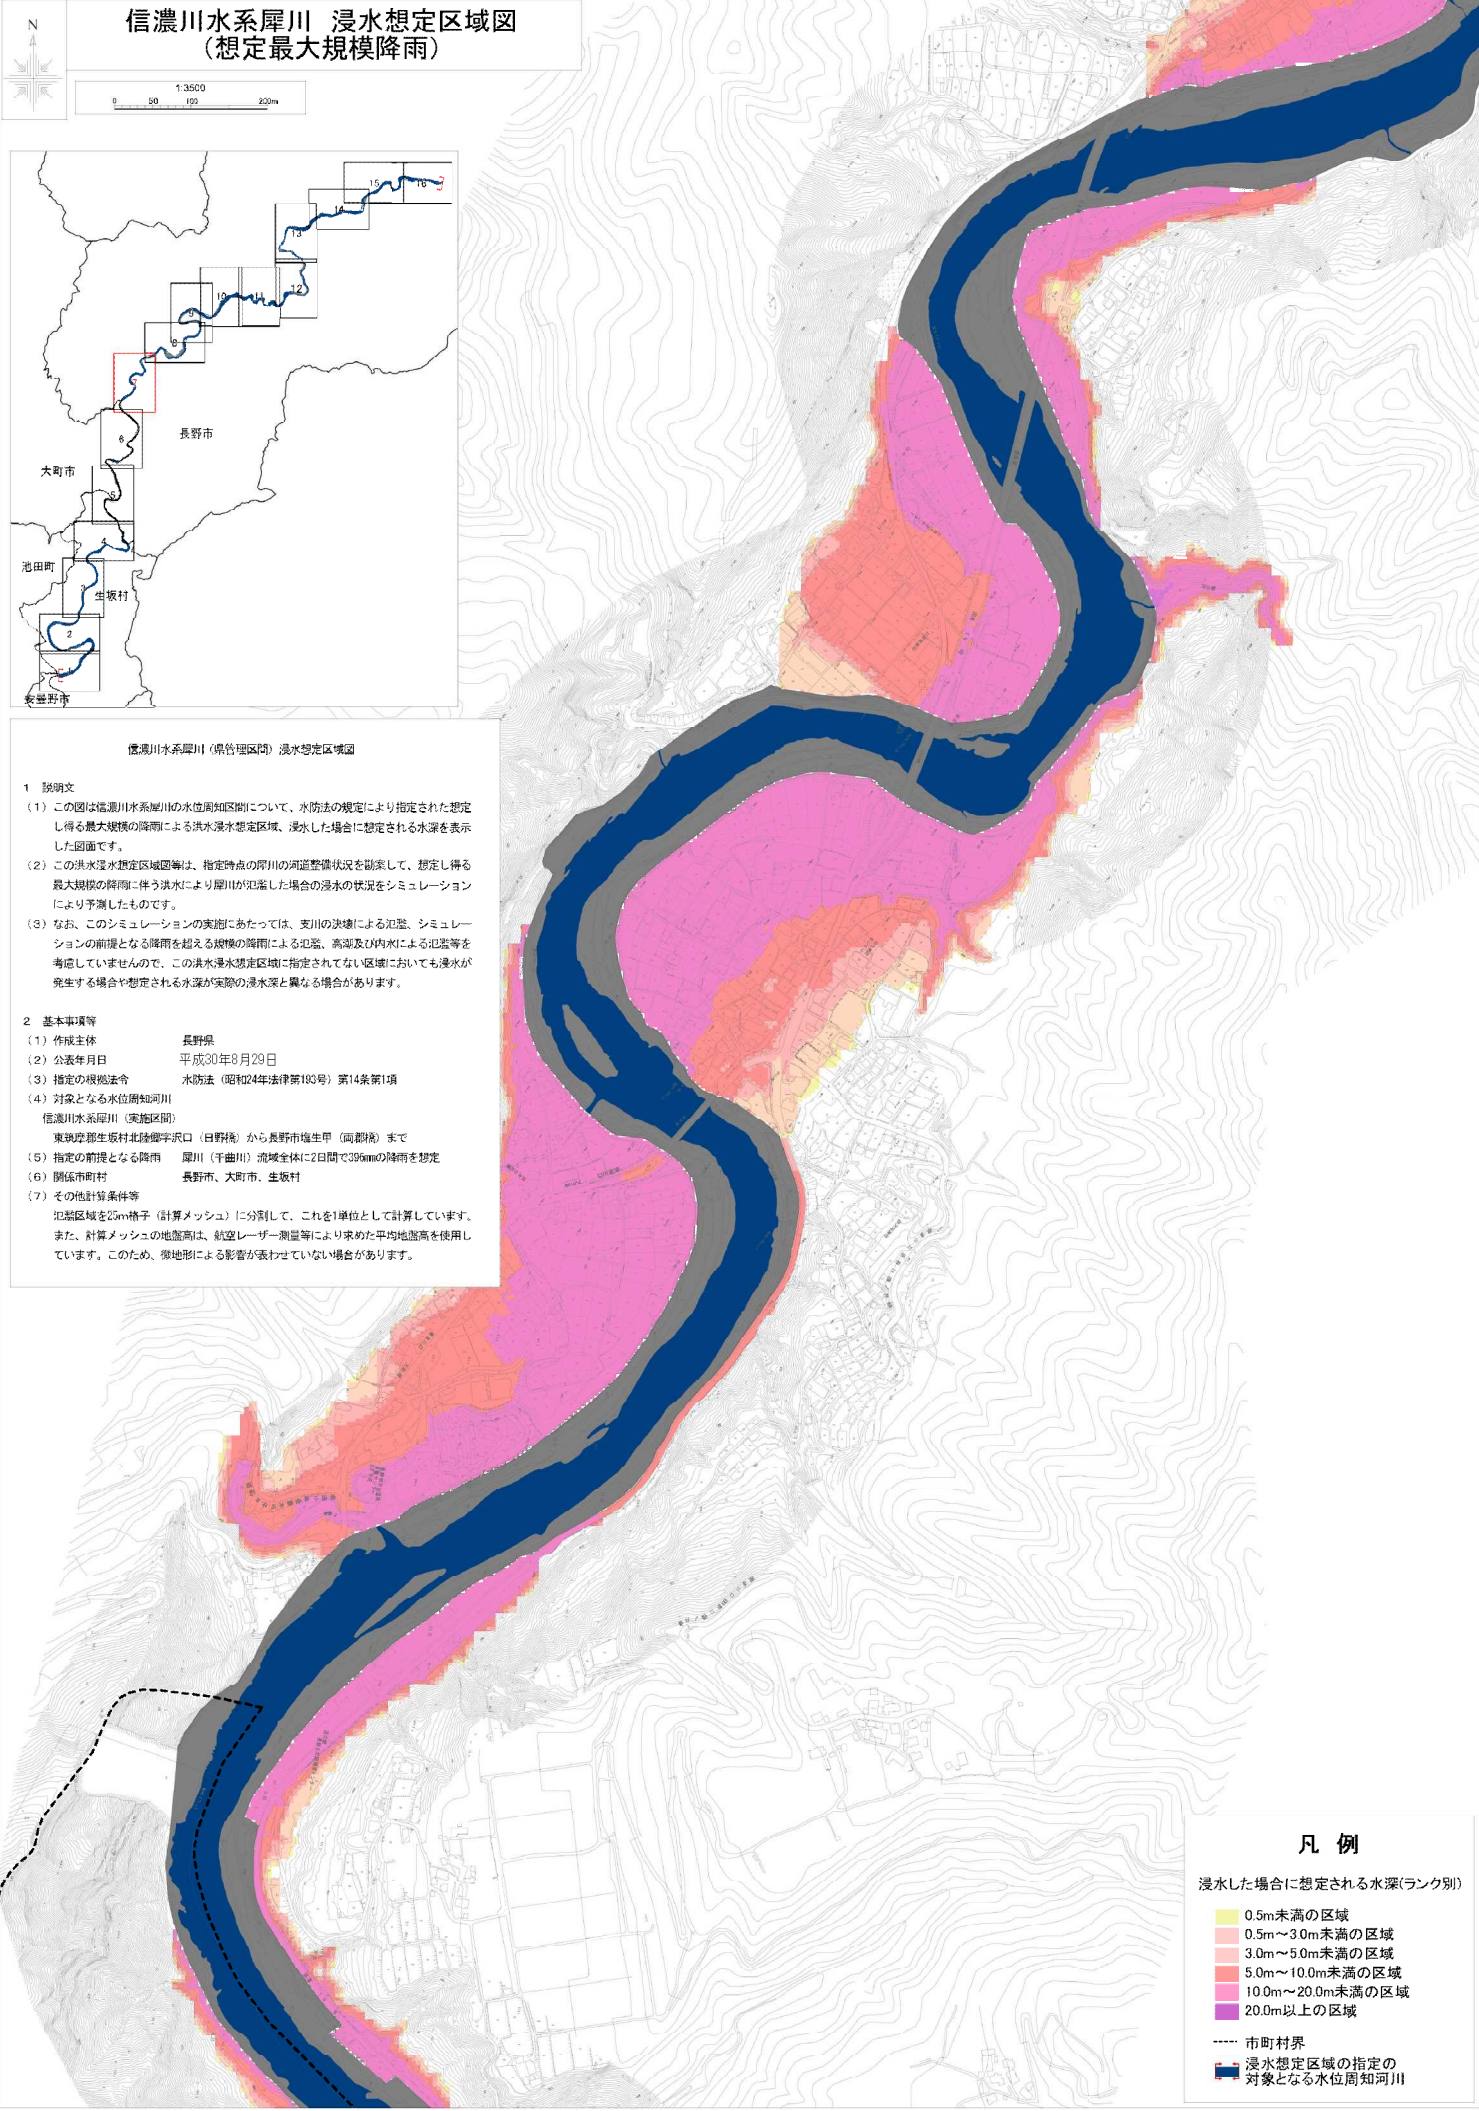 N
信濃川水系犀川 浸水想定区域図
(想定最大規模降雨)
1:3500
0 50 100 200m
15
16
14
13
12
11
10
9
8
7
6
長野市
大町市
5
4
池田町
3
生坂村
2
1
安曇野市
信濃川水系犀川（県管理区間）浸水想定区域図
1 説明文
（1）この図は信濃川水系犀川の水位周知区間について、水防法の規定により指定された想定
し得る最大規模の降雨による洪水浸水想定区域、浸水した場合に想定される水深を表示
した図面です。
（2）この洪水浸水想定区域図等は、指定時点の犀川の河道整備状況を勘案して、想定し得る
最大規模の降雨に伴う洪水により犀川が氾濫した場合の浸水の状況をシミュレーション
により予測したものです。
（3）なお、このシミュレーションの実施にあたっては、支川の決壊による氾濫、シミュレー
ションの前提となる降雨を超える規模の降雨による氾濫、高潮及び内水による氾濫等を
考慮していませんので、この洪水浸水想定区域に指定されてない区域においても浸水が
発生する場合や想定される水深が実際の浸水深と異なる場合があります。
2 基本事項等
（1）作成主体 長野県
（2）公表年月日 平成30年8月29日
（3）指定の根拠法令 水防法（昭和24年法律第193号）第14条第1項
（4）対象となる水位周知河川
信濃川水系犀川（実施区間）
東筑摩郡生坂村北陸郷字沢口（日野橋）から長野市塩生甲（両郡橋）まで
（5）指定の前提となる降雨 犀川（千曲川）流域全体に2日間で396mmの降雨を想定
（6）関係市町村 長野市、大町市、生坂村
（7）その他計算条件等
氾濫区域を25m格子（計算メッシュ）に分割して、これを1単位として計算しています。
また、計算メッシュの地盤高は、航空レーザー測量等により求めた平均地盤高を使用し
ています。このため、微地形による影響が表わせていない場合があります。
凡 例
浸水した場合に想定される水深(ランク別)
0.5m未満の区域
0.5m～3.0m未満の区域
3.0m～5.0m未満の区域
5.0m～10.0m未満の区域
10.0m～20.0m未満の区域
20.0m以上の区域
市町村界
浸水想定区域の指定の
対象となる水位周知河川